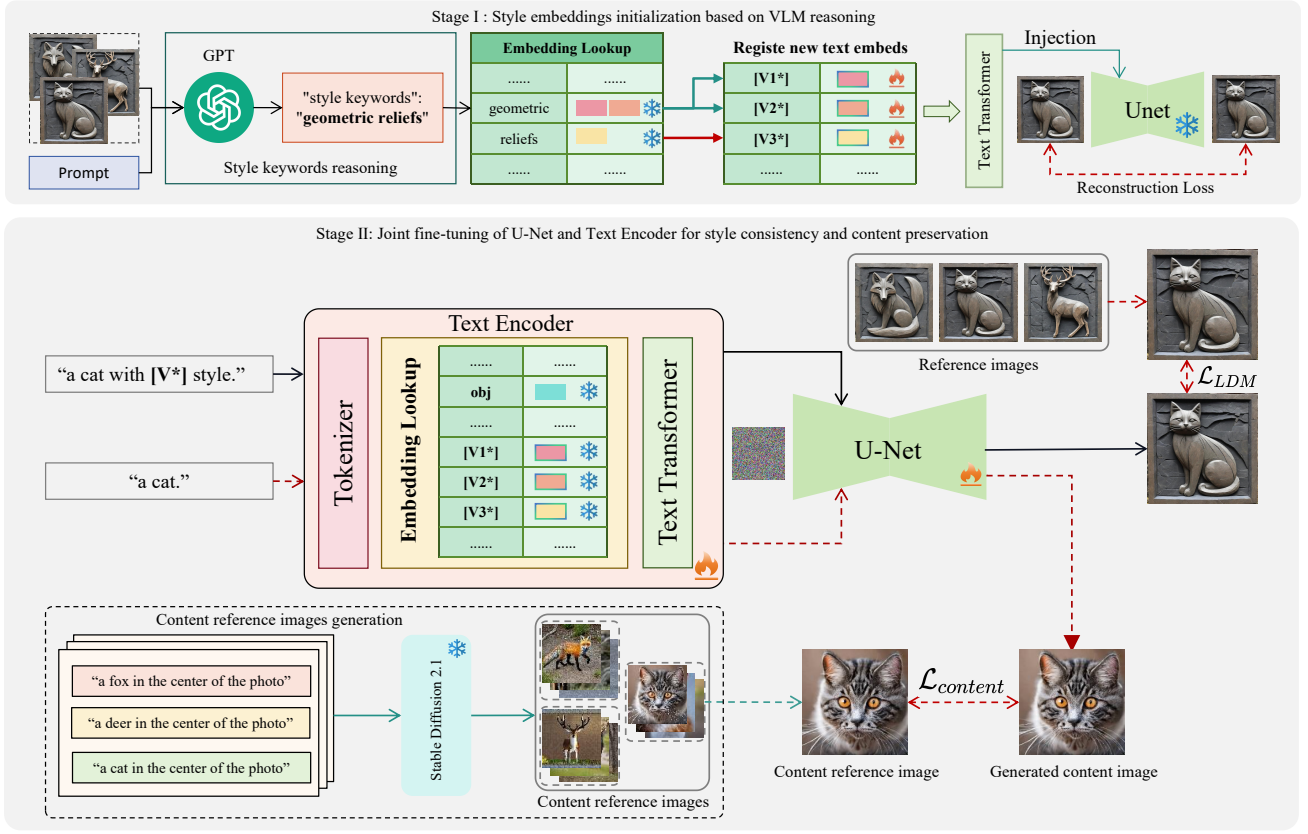 Stage I : Style embeddings initialization based on VLM reasoning
GPT
"style keywords":
"geometric reliefs"
Style keywords reasoning
Prompt
Embedding Lookup
...... ......
geometric
reliefs
...... ......
Registe new text embeds
[V1*]
[V2*]
[V3*]
...... ......
Text Transformer
Injection
Unet
Reconstruction Loss
Stage II: Joint fine-tuning of U-Net and Text Encoder for style consistency and content preservation
“a cat with [V*] style.”
“a cat.”
Text Encoder
Tokenizer
Embedding Lookup
...... ......
obj
...... ......
[V1*]
[V2*]
[V3*]
...... ......
Text Transformer
U-Net
Reference images
ℒLDM
Content reference images generation
“a fox in the center of the photo”
“a deer in the center of the photo”
“a cat in the center of the photo”
Stable Diffusion 2.1
Content reference images
ℒcontent
Content reference image
Generated content image